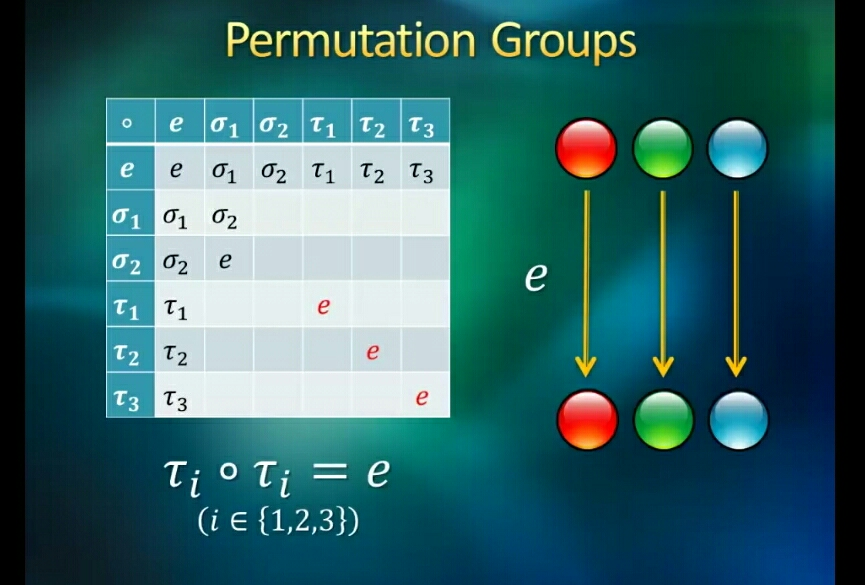 Permutation Groups
∘ e σ₁ σ₂ τ₁ τ₂ τ₃
e e σ₁ σ₂ τ₁ τ₂ τ₃
σ₁ σ₁ σ₂
σ₂ σ₂ e
τ₁ τ₁ e
τ₂ τ₂ e
τ₃ τ₃ e
e
τᵢ ∘ τᵢ = e
(i ∈ {1,2,3})